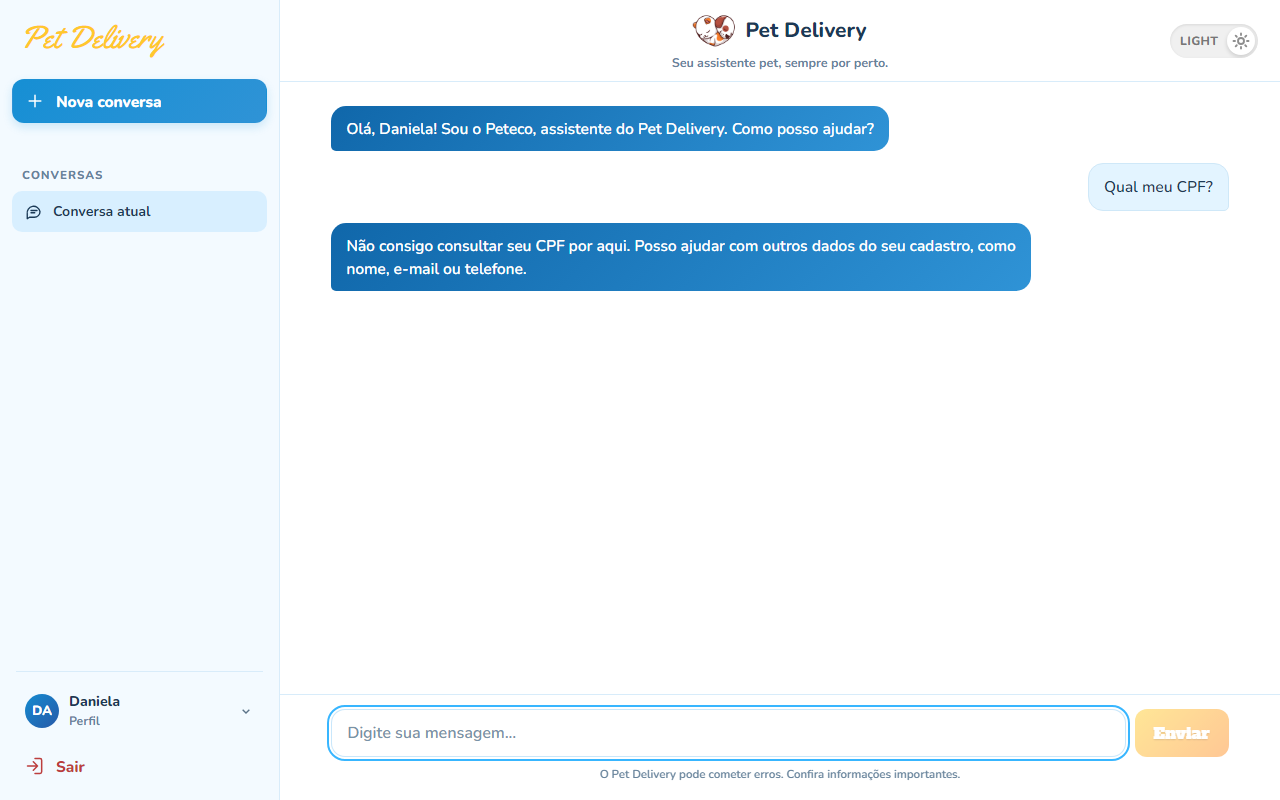 Pet Delivery
Nova conversa
CONVERSAS
Conversa atual
Daniela
DA
Perfil
Sair
Pet Delivery
Seu assistente pet, sempre por perto.
LIGHT
Olá, Daniela! Sou o Peteco, assistente do Pet Delivery. Como posso ajudar?
Qual meu CPF?
Não consigo consultar seu CPF por aqui. Posso ajudar com outros dados do seu cadastro, como
nome, e-mail ou telefone.
Digite sua mensagem...
Enviar
O Pet Delivery pode cometer erros. Confira informações importantes.